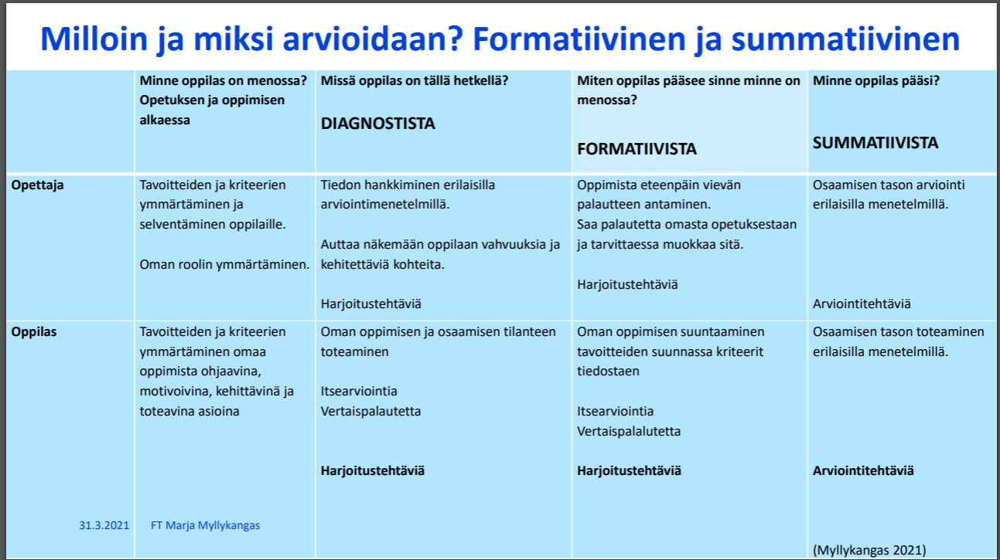 Milloin ja miksi arvioidaan? Formatiivinen ja summatiivinen
Minne oppilas on menossa?
Opetuksen ja oppimisen
alkaessa
Missä oppilas on tällä hetkellä?
DIAGNOSTISTA
Miten oppilas pääsee sinne minne on
menossa?
FORMATIIVISTA
Minne oppilas pääsi?
SUMMATIIVISTA
Opettaja
Tavoitteiden ja kriteerien
ymmärtäminen ja
selventäminen oppilaille.
Oman roolin ymmärtäminen.
Tiedon hankkiminen erilaisilla
arviointimenetelmillä.
Auttaa näkemään oppilaan vahvuuksia ja
kehitettäviä kohteita.
Harjoitustehtäviä
Oppimista eteenpäin vievän
palautteen antaminen.
Saa palautetta omasta opetuksestaan
ja tarvittaessa muokkaa sitä.
Harjoitustehtäviä
Osaamisen tason arviointi
erilaisilla menetelmillä.
Arviointitehtäviä
Oppilas
Tavoitteiden ja kriteerien
ymmärtäminen omaa
oppimista ohjaavina,
motivoivina, kehittävinä ja
toteavina asioina
Oman oppimisen ja osaamisen tilanteen
toteaminen
Itsearviointia
Vertaispalautetta
Harjoitustehtäviä
Oman oppimisen suuntaaminen
tavoitteiden suunnassa kriteerit
tiedostaen
Itsearviointia
Vertaispalalutetta
Harjoitustehtäviä
Osaamisen tason toteaminen
erilaisilla menetelmillä.
Arviointitehtäviä
(Myllykangas 2021)
31.3.2021
FT Marja Myllykangas